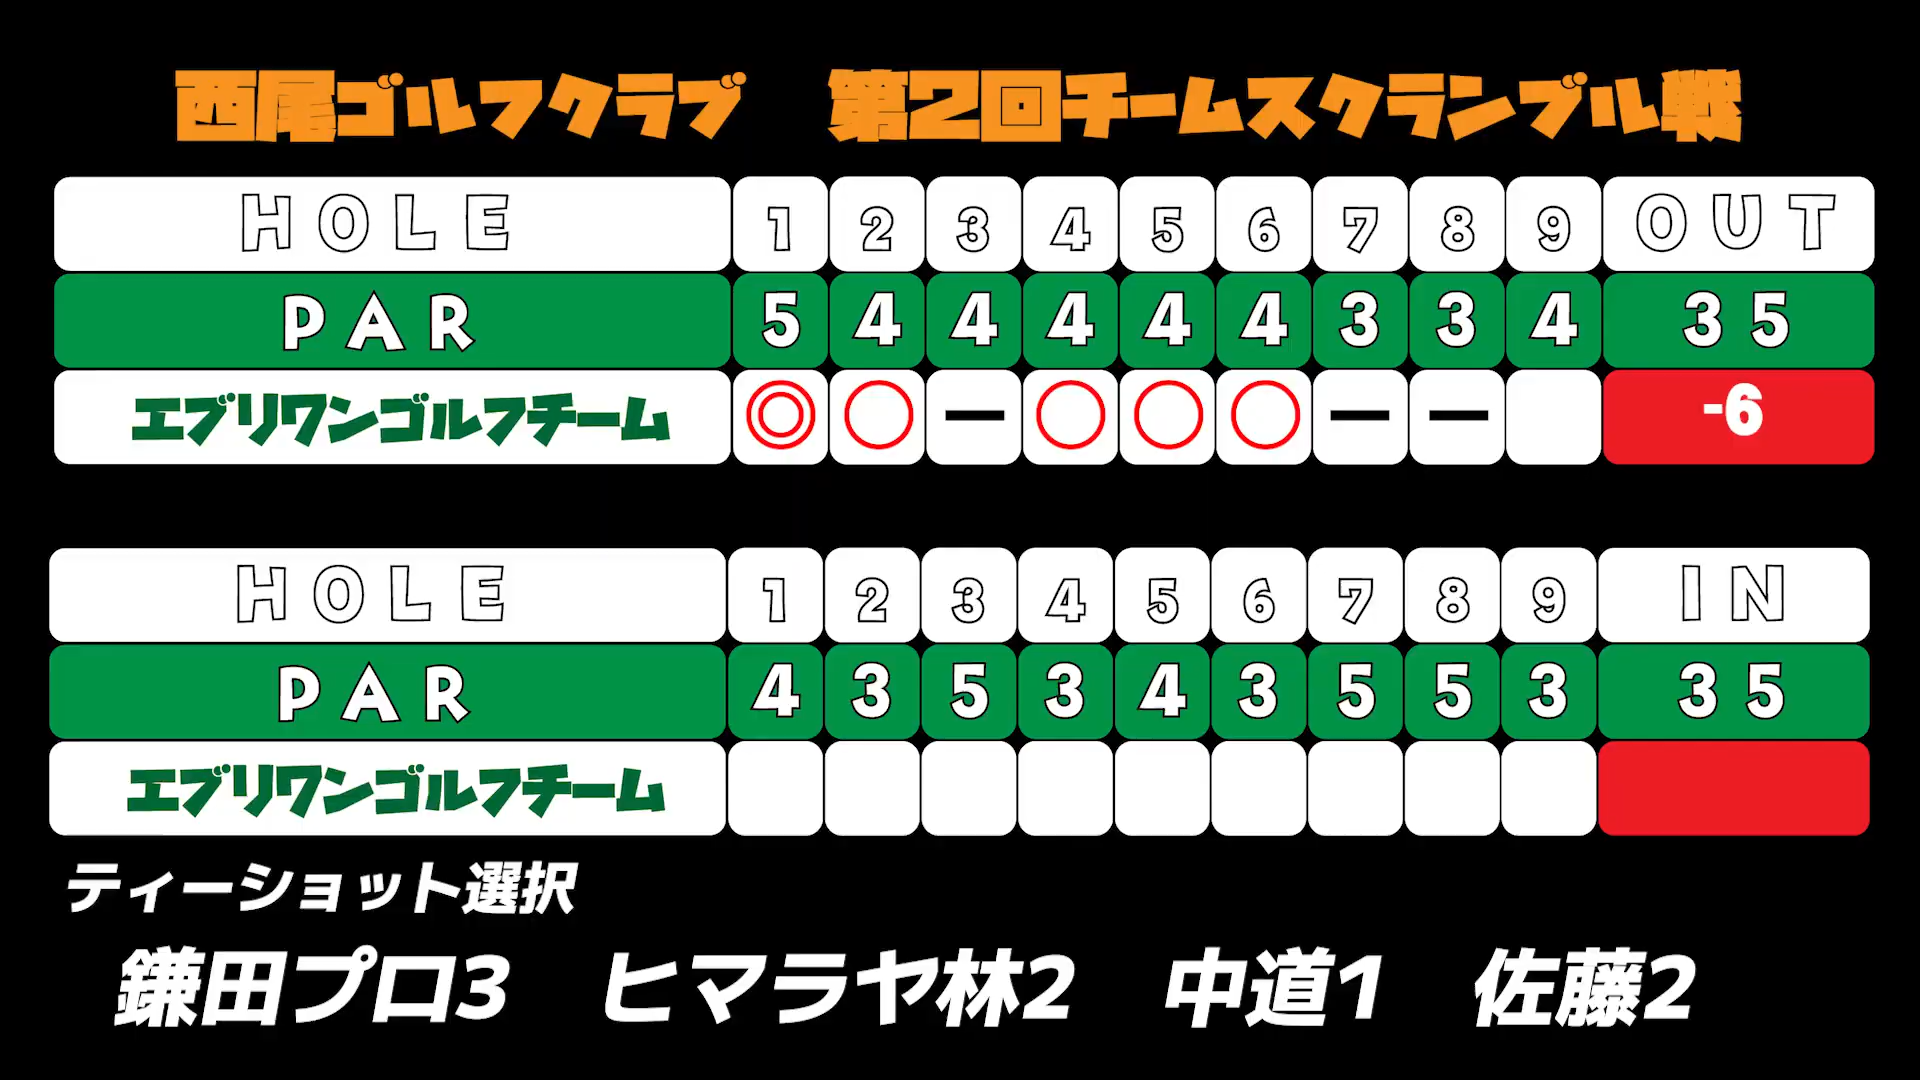 西尾ゴルフクラブ 第2回チームスクランブル戦
HOLE 1 2 3 4 5 6 7 8 9 OUT
PAR 5 4 4 4 4 4 3 3 4 35
エブリワンゴルフチーム ◎ ○ ー ○ ○ ○ ー ー -6
HOLE 1 2 3 4 5 6 7 8 9 IN
PAR 4 3 5 3 4 3 5 5 3 35
エブリワンゴルフチーム
ティーショット選択
鎌田プロ3 ヒマラヤ林2 中道1 佐藤2